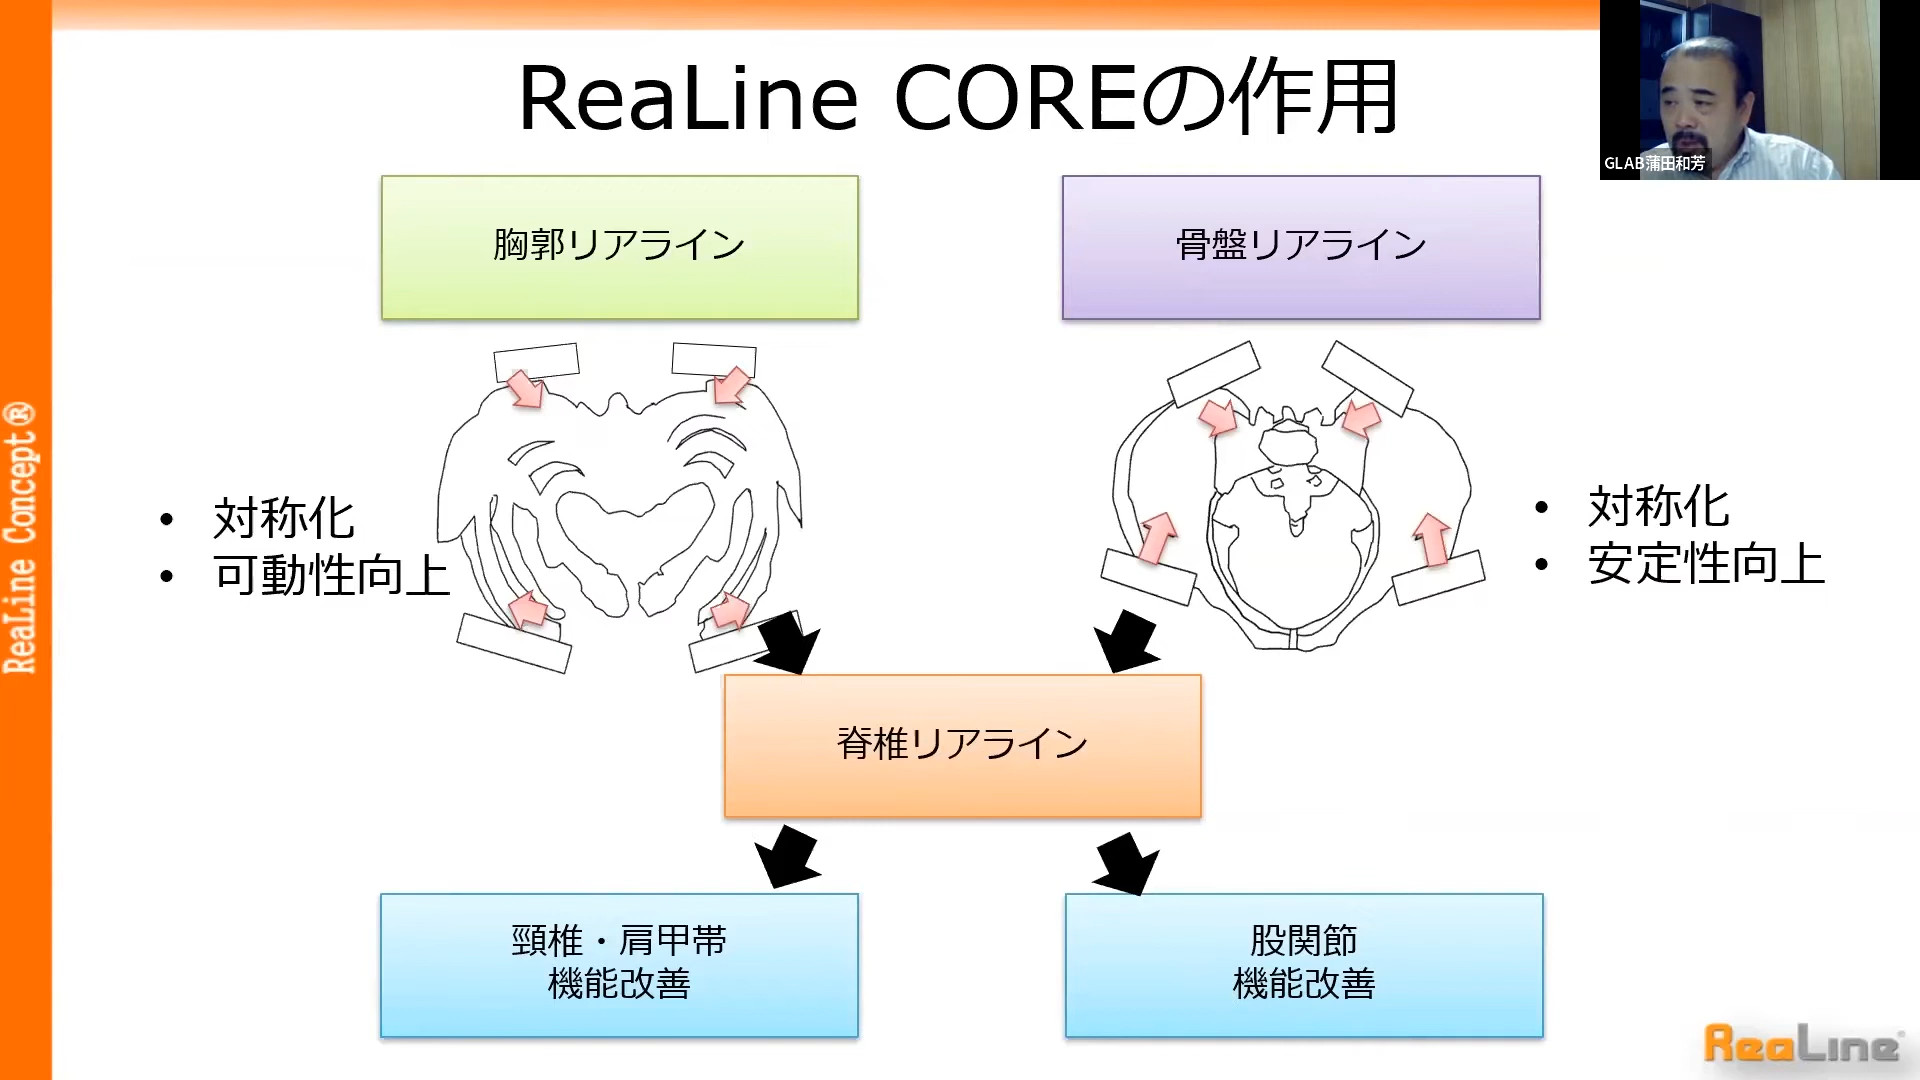 ReaLine COREの作用
GLAB蒲田和芳
胸郭リアライン
骨盤リアライン
• 対称化
• 可動性向上
• 対称化
• 安定性向上
脊椎リアライン
頸椎・肩甲帯
機能改善
股関節
機能改善
ReaLine Concept®
ReaLine®